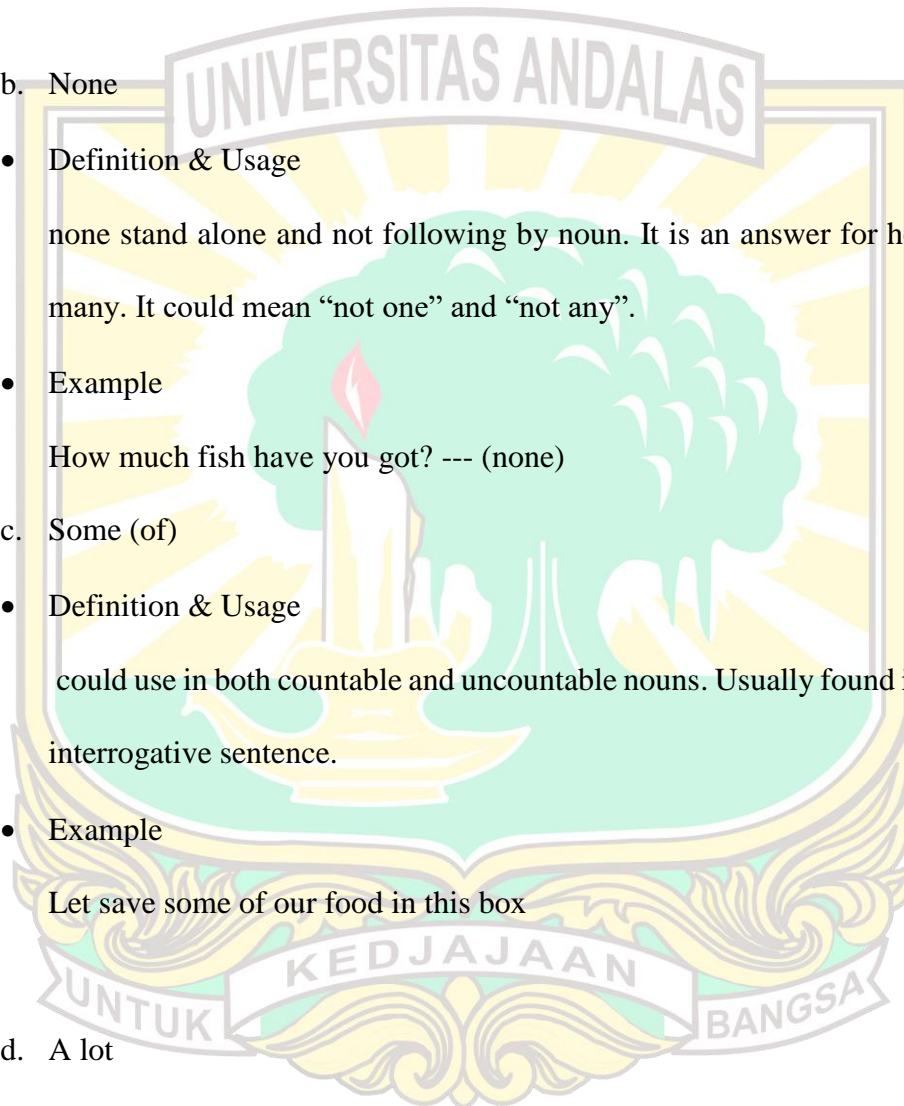 UNIVERSITAS ANDALAS
b. None
• Definition & Usage
none stand alone and not following by noun. It is an answer for
many. It could mean “not one” and “not any”.
• Example
How much fish have you got? --- (none)
c. Some (of)
• Definition & Usage
could use in both countable and uncountable nouns. Usually found
interrogative sentence.
• Example
Let save some of our food in this box
KEDJAJAAN
UNTUK BANGSA
d. A lot